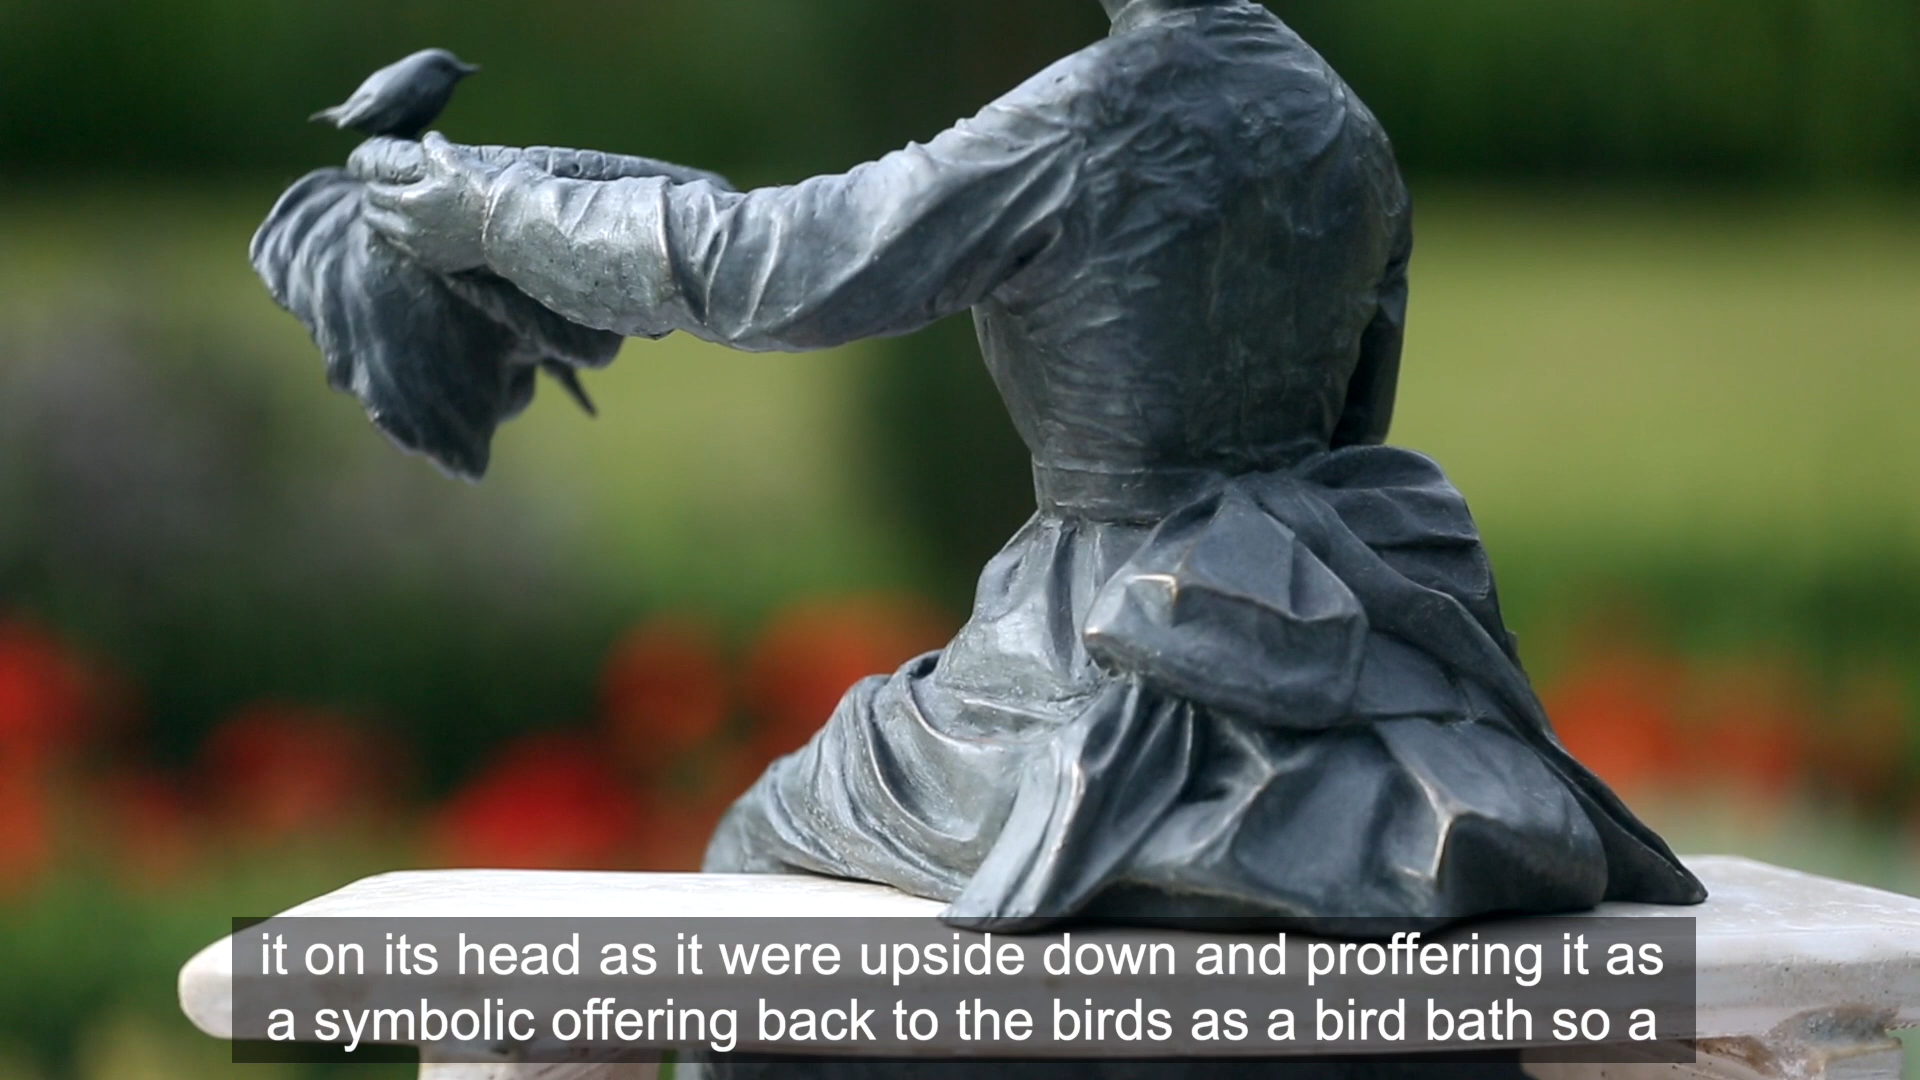 it on its head as it were upside down and proffering it as
a symbolic offering back to the birds as a bird bath so a